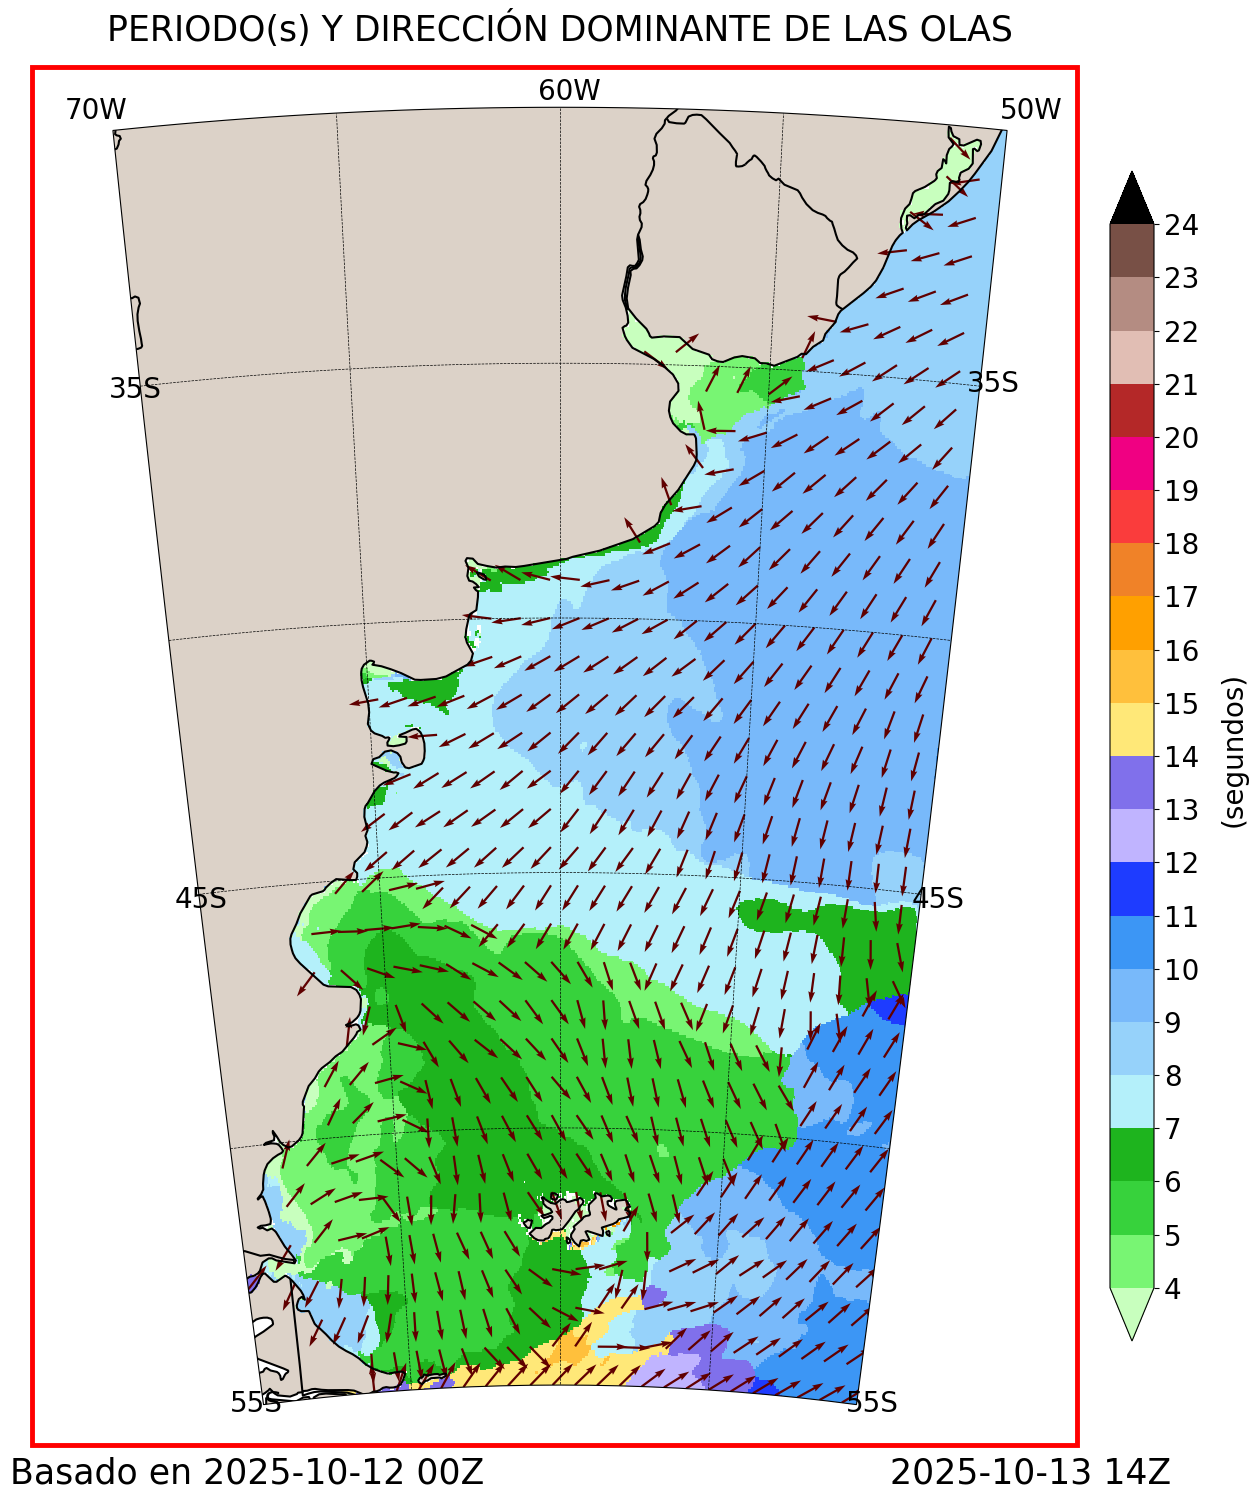 PERIODO(s) Y DIRECCIÓN DOMINANTE DE LAS OLAS
70W
60W
50W
35S
35S
45S
45S
55S
55S
24
23
22
21
20
19
18
17
16
15
14
13
12
11
10
9
8
7
6
5
4
(segundos)
Basado en 2025-10-12 00Z
2025-10-13 14Z